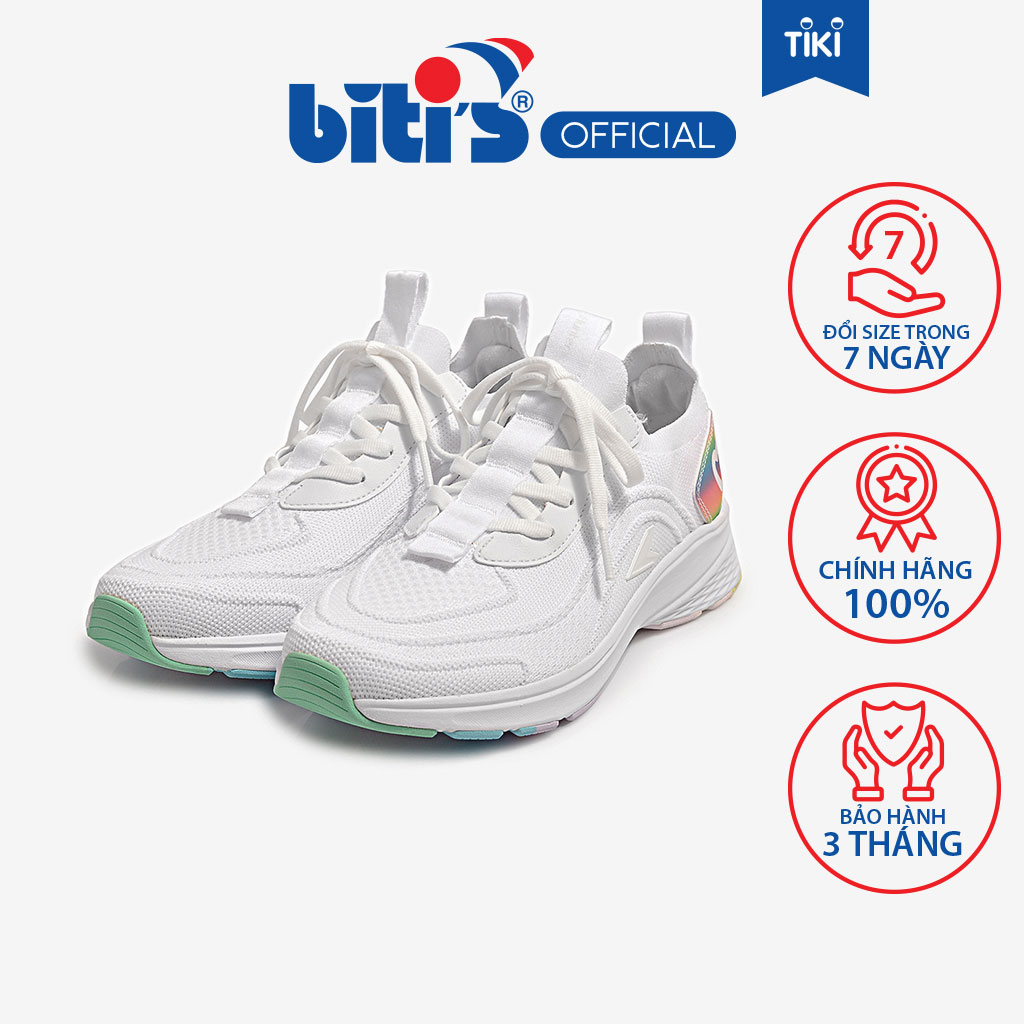 TiKi
biti's®
OFFICIAL
7
ĐỔI SIZE TRONG
7 NGÀY
CHÍNH HÃNG
100%
BẢO HÀNH
3 THÁNG